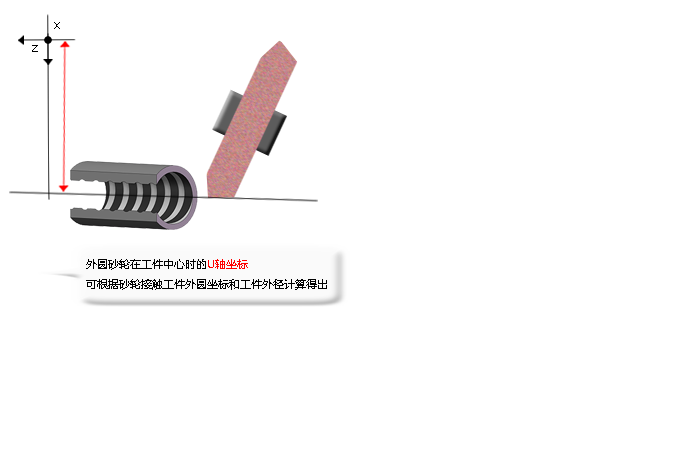 x
z
外圆砂轮在工件中心时的U轴坐标
可根据砂轮接触工件外圆坐标和工件外径计算得出